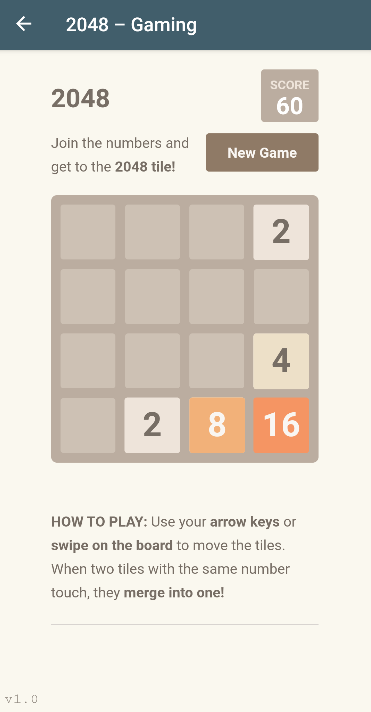 2048 – Gaming
2048
SCORE
60
Join the numbers and
get to the 2048 tile!
New Game
2
4
2 8 16
HOW TO PLAY: Use your arrow keys or
swipe on the board to move the tiles.
When two tiles with the same number
touch, they merge into one!
v1.0